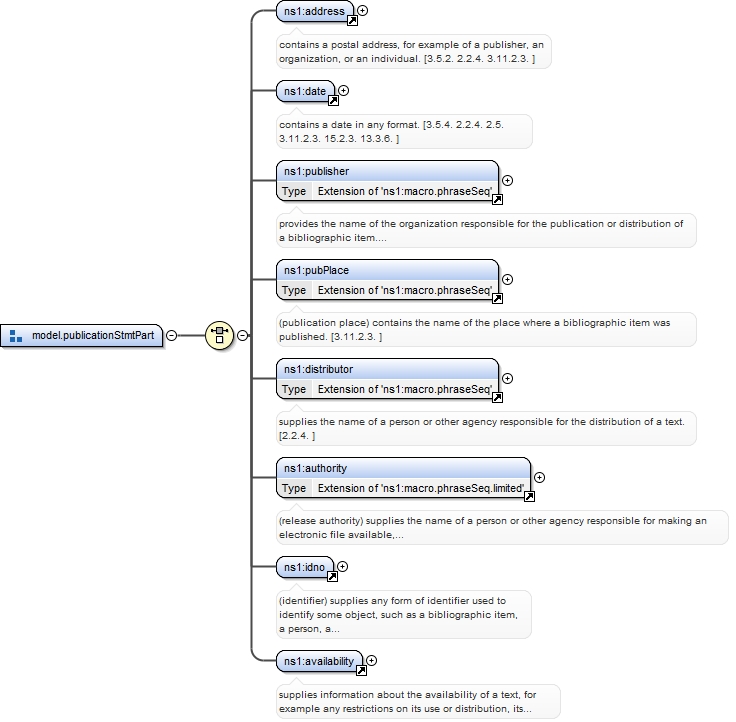 ns1:address
contains a postal address, for example of a publisher, an
organization, or an individual. [3.5.2. 2.2.4. 3.11.2.3. ]
ns1:date
contains a date in any format. [3.5.4. 2.2.4. 2.5.
3.11.2.3. 15.2.3. 13.3.6. ]
ns1:publisher
Type Extension of 'ns1:macro.phraseSeq'
provides the name of the organization responsible for the publication or distribution of
a bibliographic item....
ns1:pubPlace
Type Extension of 'ns1:macro.phraseSeq'
(publication place) contains the name of the place where a bibliographic item was
published. [3.11.2.3. ]
model.publicationStmtPart
ns1:distributor
Type Extension of 'ns1:macro.phraseSeq'
supplies the name of a person or other agency responsible for the distribution of a text.
[2.2.4. ]
ns1:authority
Type Extension of 'ns1:macro.phraseSeq.limited'
(release authority) supplies the name of a person or other agency responsible for making an
electronic file available,...
ns1:idno
(identifier) supplies any form of identifier used to
identify some object, such as a bibliographic item,
a person, a...
ns1:availability
supplies information about the availability of a text, for
example any restrictions on its use or distribution, its...